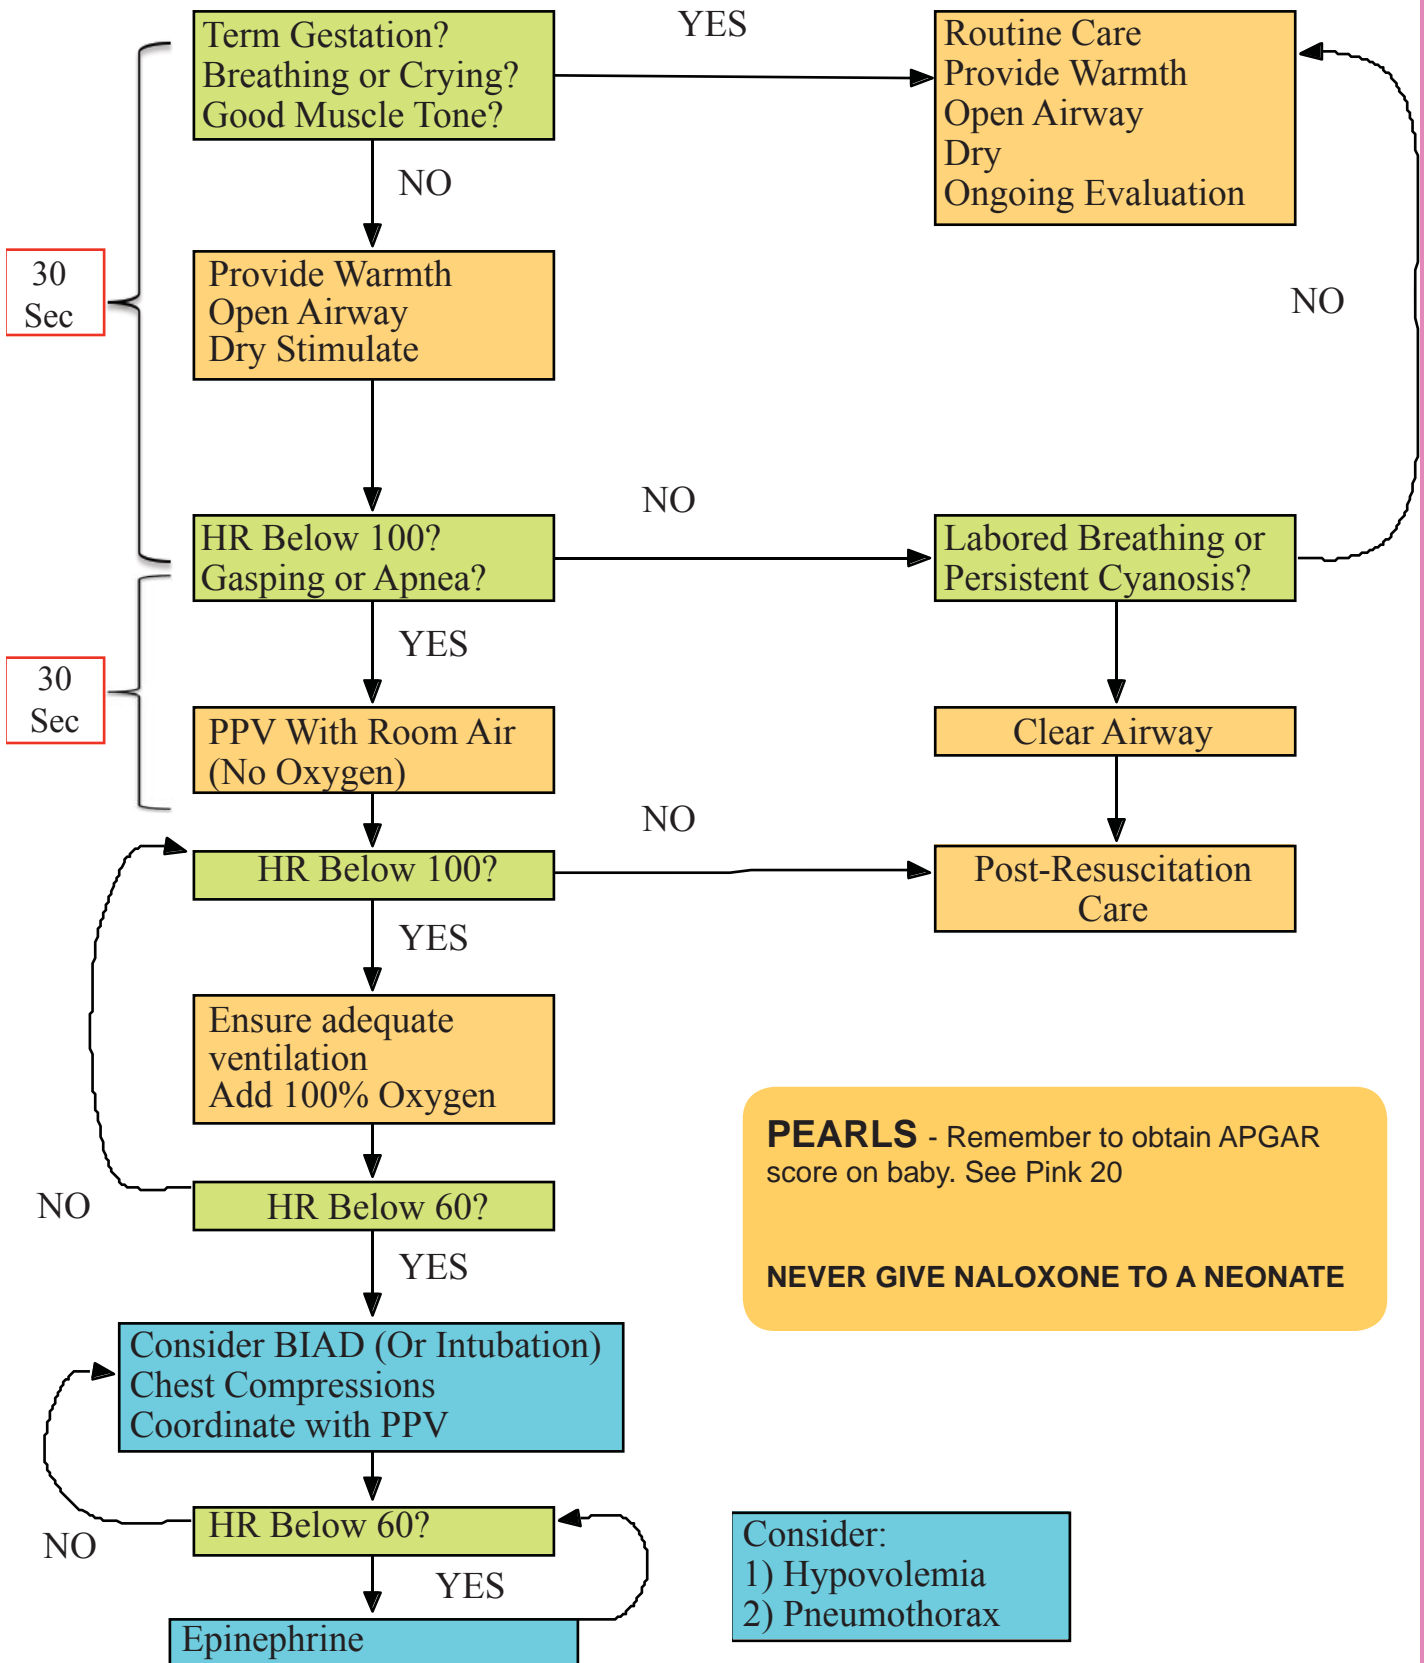 Term Gestation?
Breathing or Crying?
Good Muscle Tone?
YES
Routine Care
Provide Warmth
Open Airway
Dry
Ongoing Evaluation
NO
30
Sec
Provide Warmth
Open Airway
Dry Stimulate
NO
HR Below 100?
Gasping or Apnea?
NO
Labored Breathing or
Persistent Cyanosis?
YES
30
Sec
PPV With Room Air
(No Oxygen)
Clear Airway
NO
HR Below 100?
Post-Resuscitation
Care
YES
Ensure adequate
ventilation
Add 100% Oxygen
PEARLS - Remember to obtain APGAR
score on baby. See Pink 20
NEVER GIVE NALOXONE TO A NEONATE
NO
HR Below 60?
YES
Consider BIAD (Or Intubation)
Chest Compressions
Coordinate with PPV
NO
HR Below 60?
YES
Consider:
1) Hypovolemia
2) Pneumothorax
Epinephrine